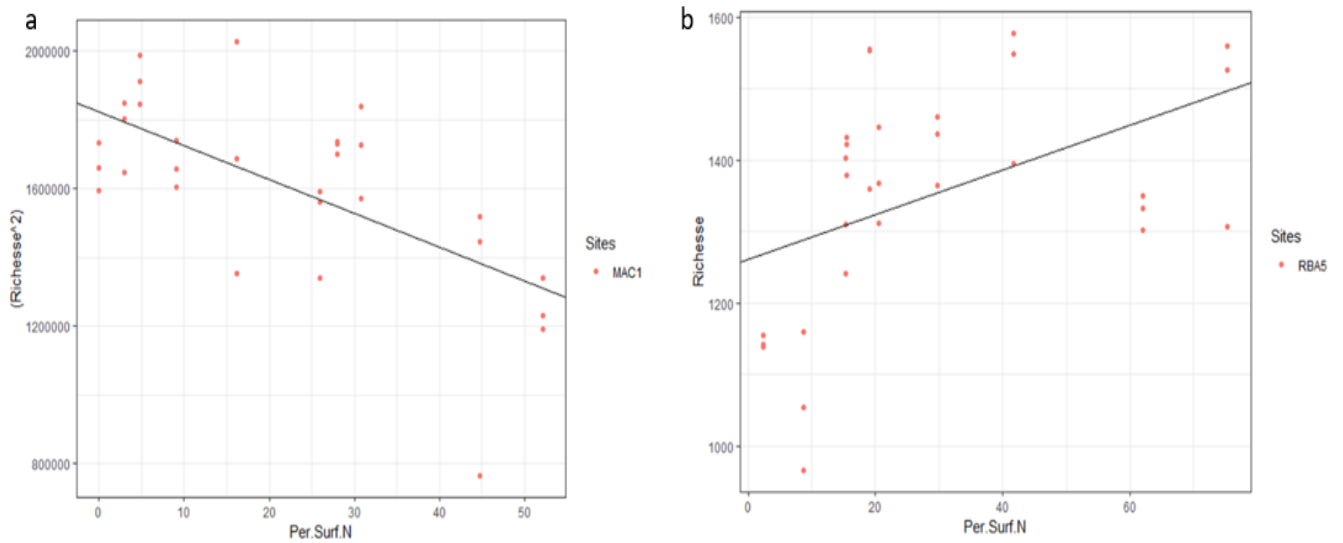 a
(Richesse^2)
2000000
1600000
1200000
800000
0 10 20 30 40 50
Per.Surf.N
Sites
MAC1
b
Richesse
1600
1400
1200
1000
0 20 40 60
Per.Surf.N
Sites
RBA5